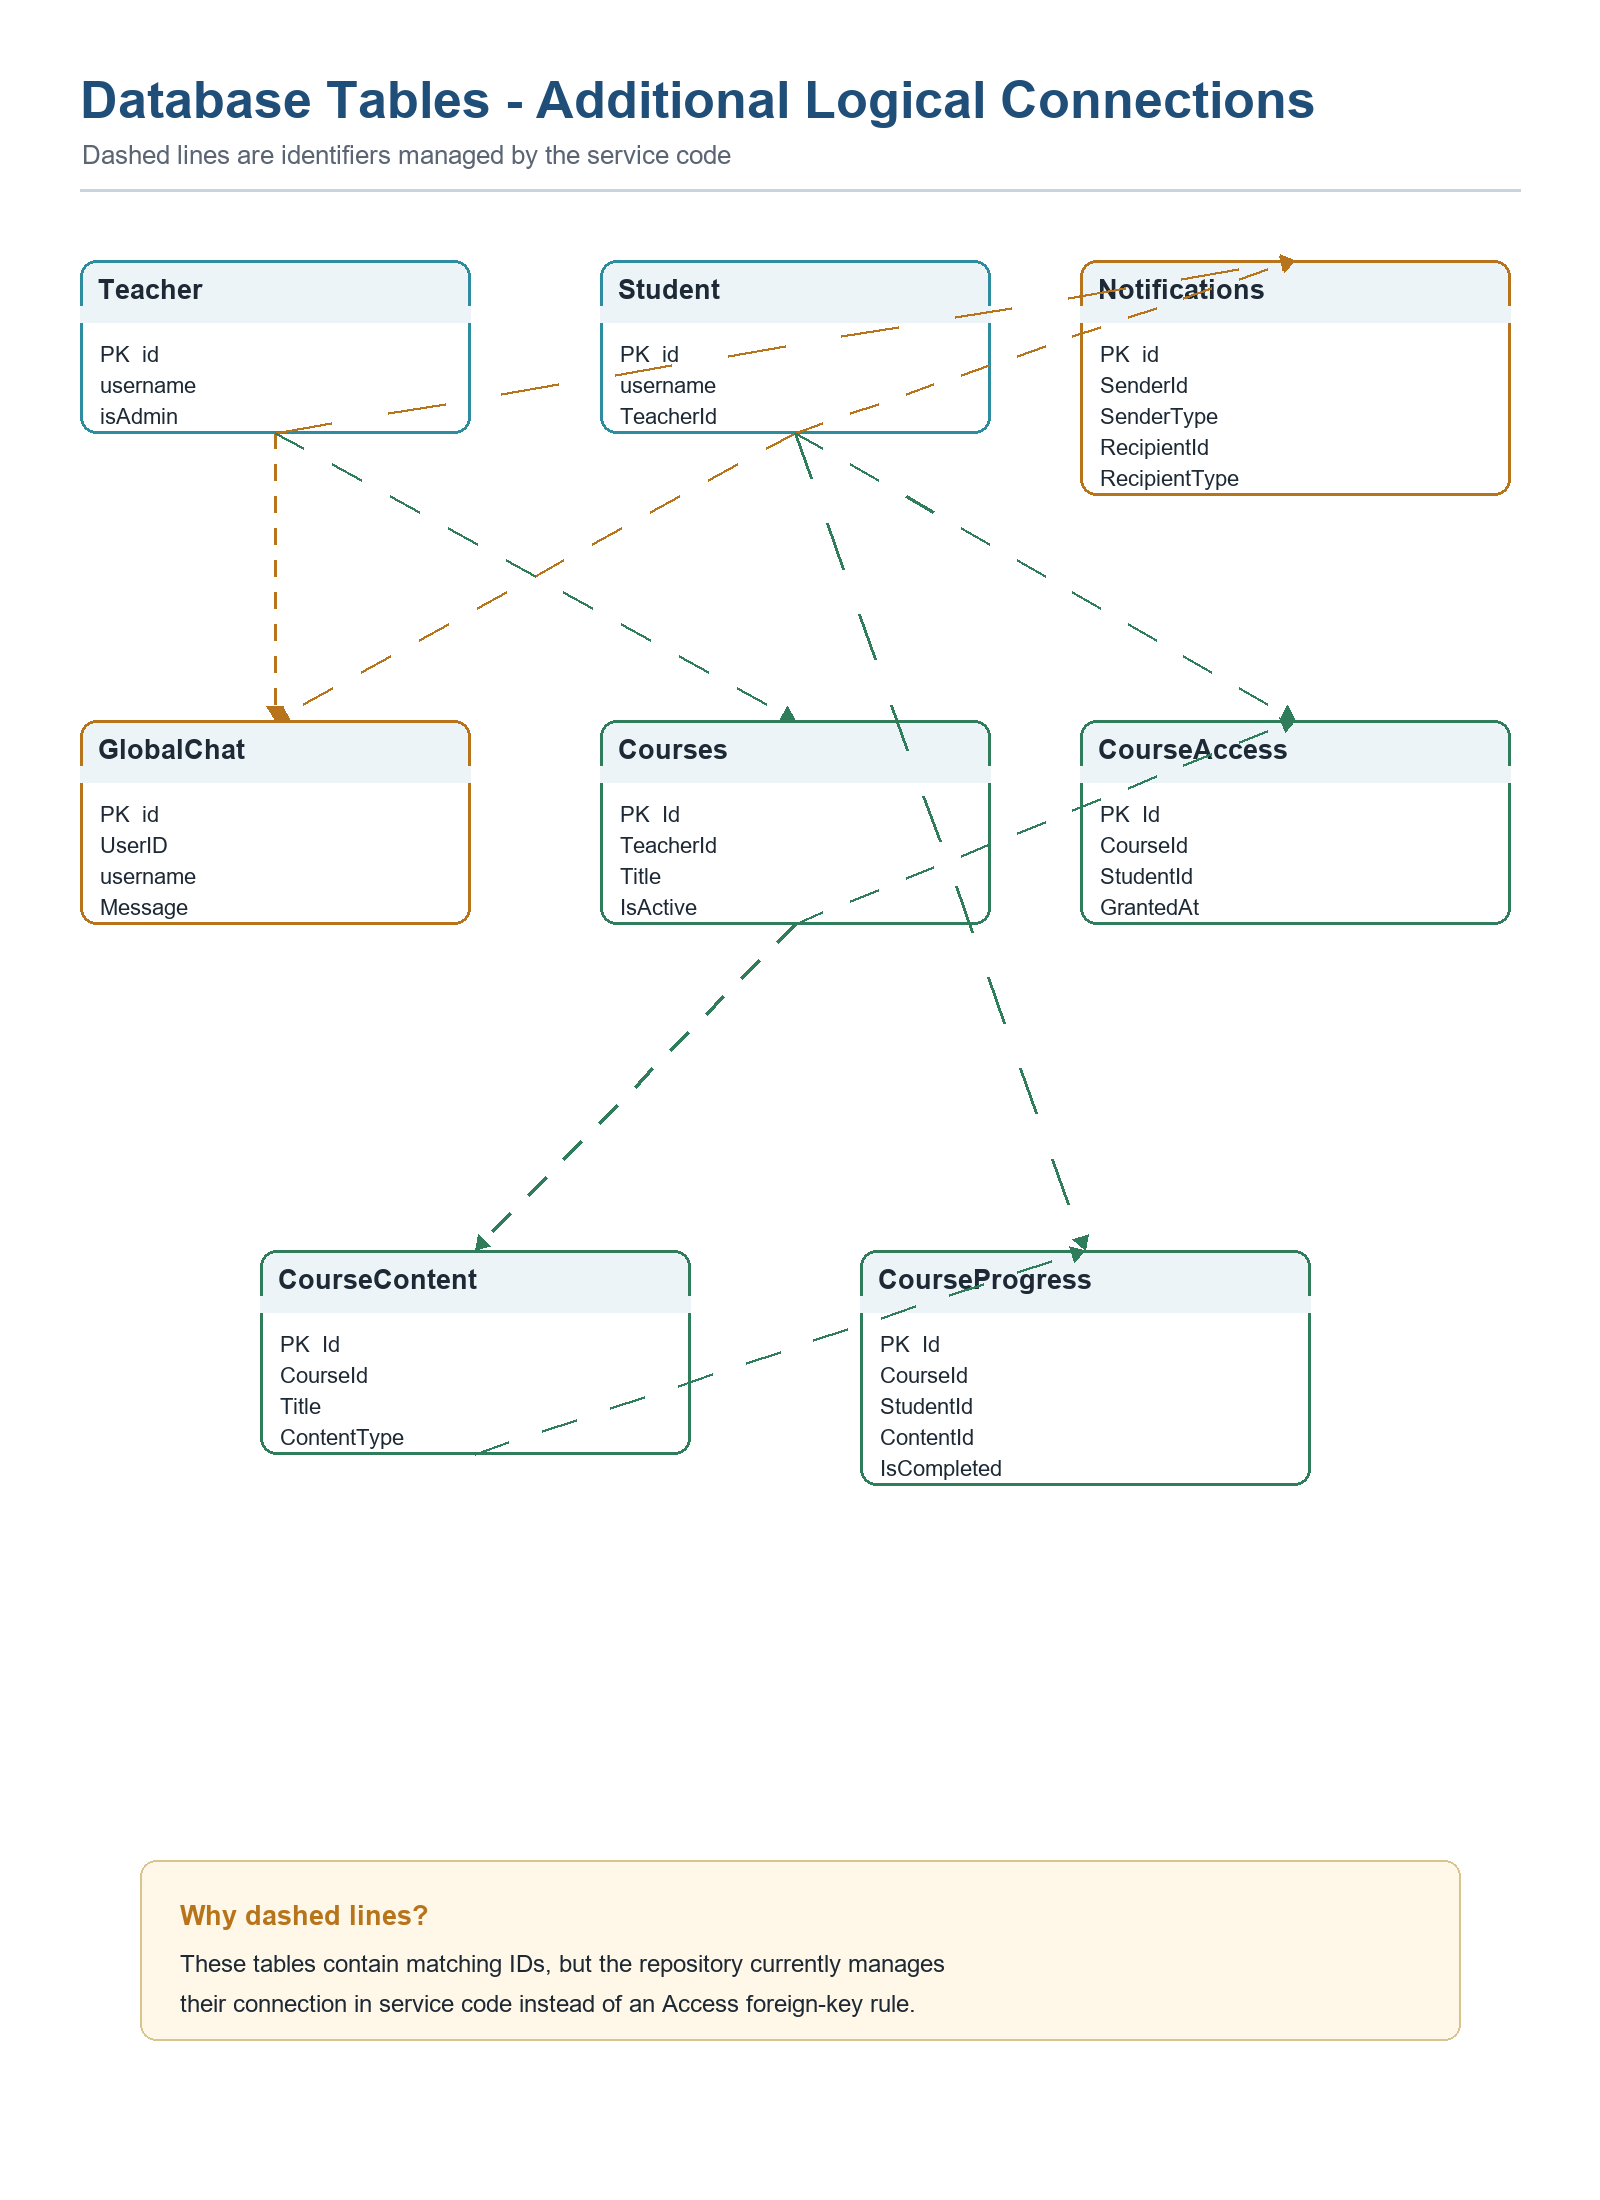 Database Tables - Additional Logical Connections
Dashed lines are identifiers managed by the service code
Teacher
PK id
username
isAdmin
Student
PK id
username
TeacherId
Notifications
PK id
SenderId
SenderType
RecipientId
RecipientType
GlobalChat
PK id
UserID
username
Message
Courses
PK Id
TeacherId
Title
IsActive
CourseAccess
PK Id
CourseId
StudentId
GrantedAt
CourseContent
PK Id
CourseId
Title
ContentType
CourseProgress
PK Id
CourseId
StudentId
ContentId
IsCompleted
Why dashed lines?
These tables contain matching IDs, but the repository currently manages
their connection in service code instead of an Access foreign-key rule.